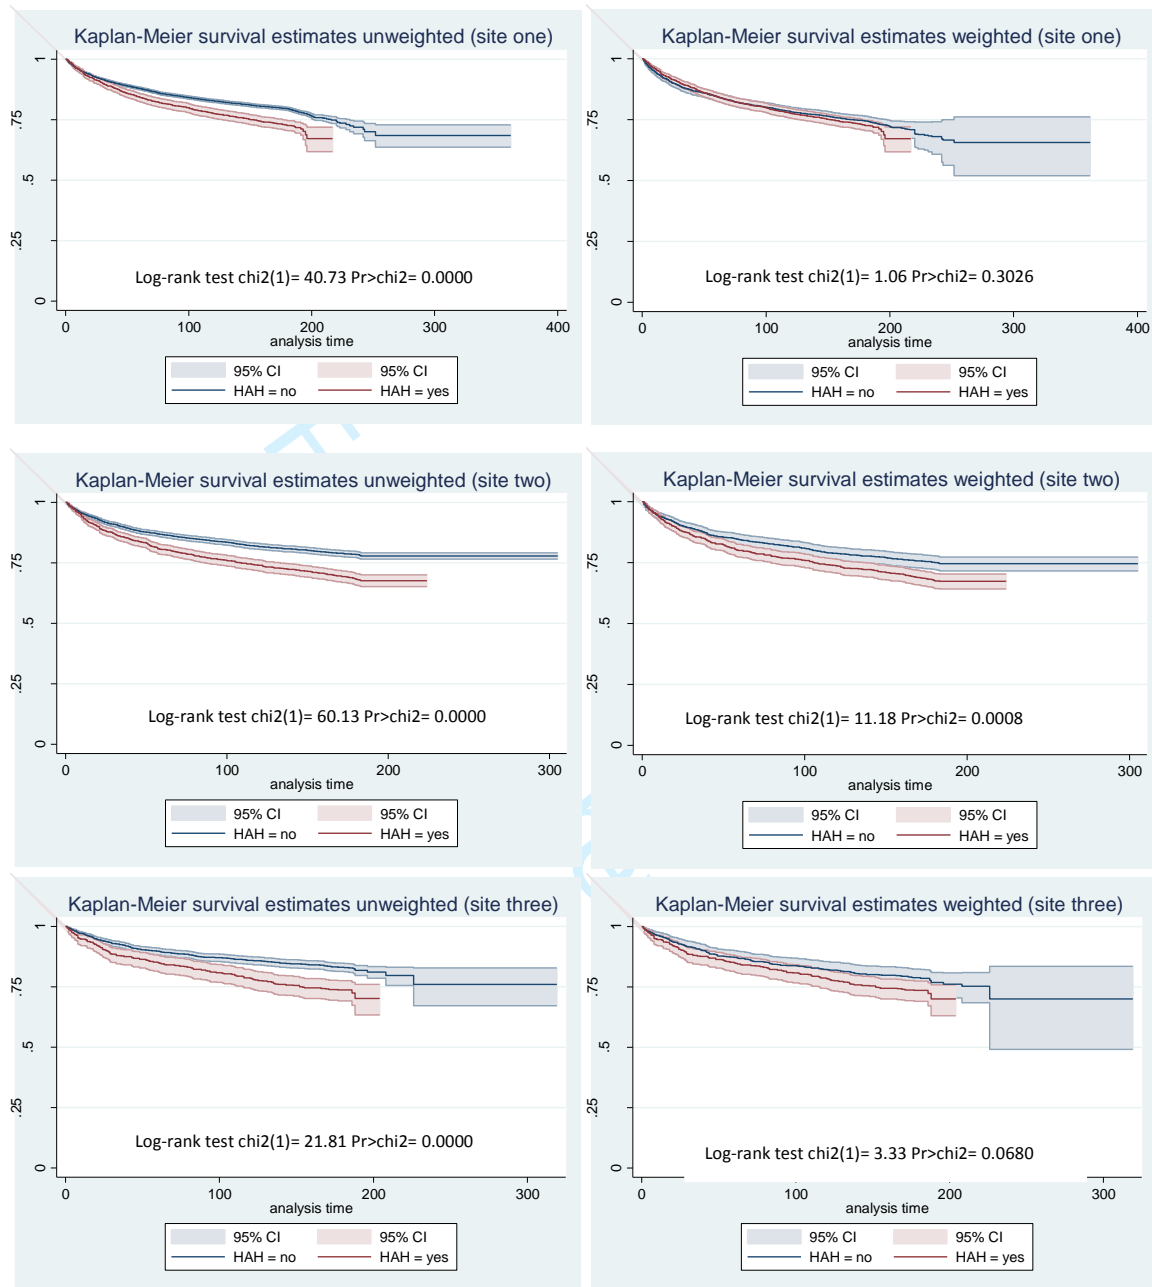 Kaplan-Meier survival estimates unweighted (site one)
1
.75
.5
.25
0
Log-rank test chi2(1)= 40.73 Pr>chi2= 0.0000
0 100 200 300 400
analysis time
95% CI 95% CI
HAH = no HAH = yes
Kaplan-Meier survival estimates weighted (site one)
1
.75
.5
.25
0
Log-rank test chi2(1)= 1.06 Pr>chi2= 0.3026
0 100 200 300 400
analysis time
95% CI 95% CI
HAH = no HAH = yes
Kaplan-Meier survival estimates unweighted (site two)
1
.75
.5
.25
0
Log-rank test chi2(1)= 60.13 Pr>chi2= 0.0000
0 100 200 300
analysis time
95% CI 95% CI
HAH = no HAH = yes
Kaplan-Meier survival estimates weighted (site two)
1
.75
.5
.25
0
Log-rank test chi2(1)= 11.18 Pr>chi2= 0.0008
0 100 200 300
analysis time
95% CI 95% CI
HAH = no HAH = yes
Kaplan-Meier survival estimates unweighted (site three)
1
.75
.5
.25
0
Log-rank test chi2(1)= 21.81 Pr>chi2= 0.0000
0 100 200 300
analysis time
95% CI 95% CI
HAH = no HAH = yes
Kaplan-Meier survival estimates weighted (site three)
1
.75
.5
.25
0
Log-rank test chi2(1)= 3.33 Pr>chi2= 0.0680
0 100 200 300
analysis time
95% CI 95% CI
HAH = no HAH = yes